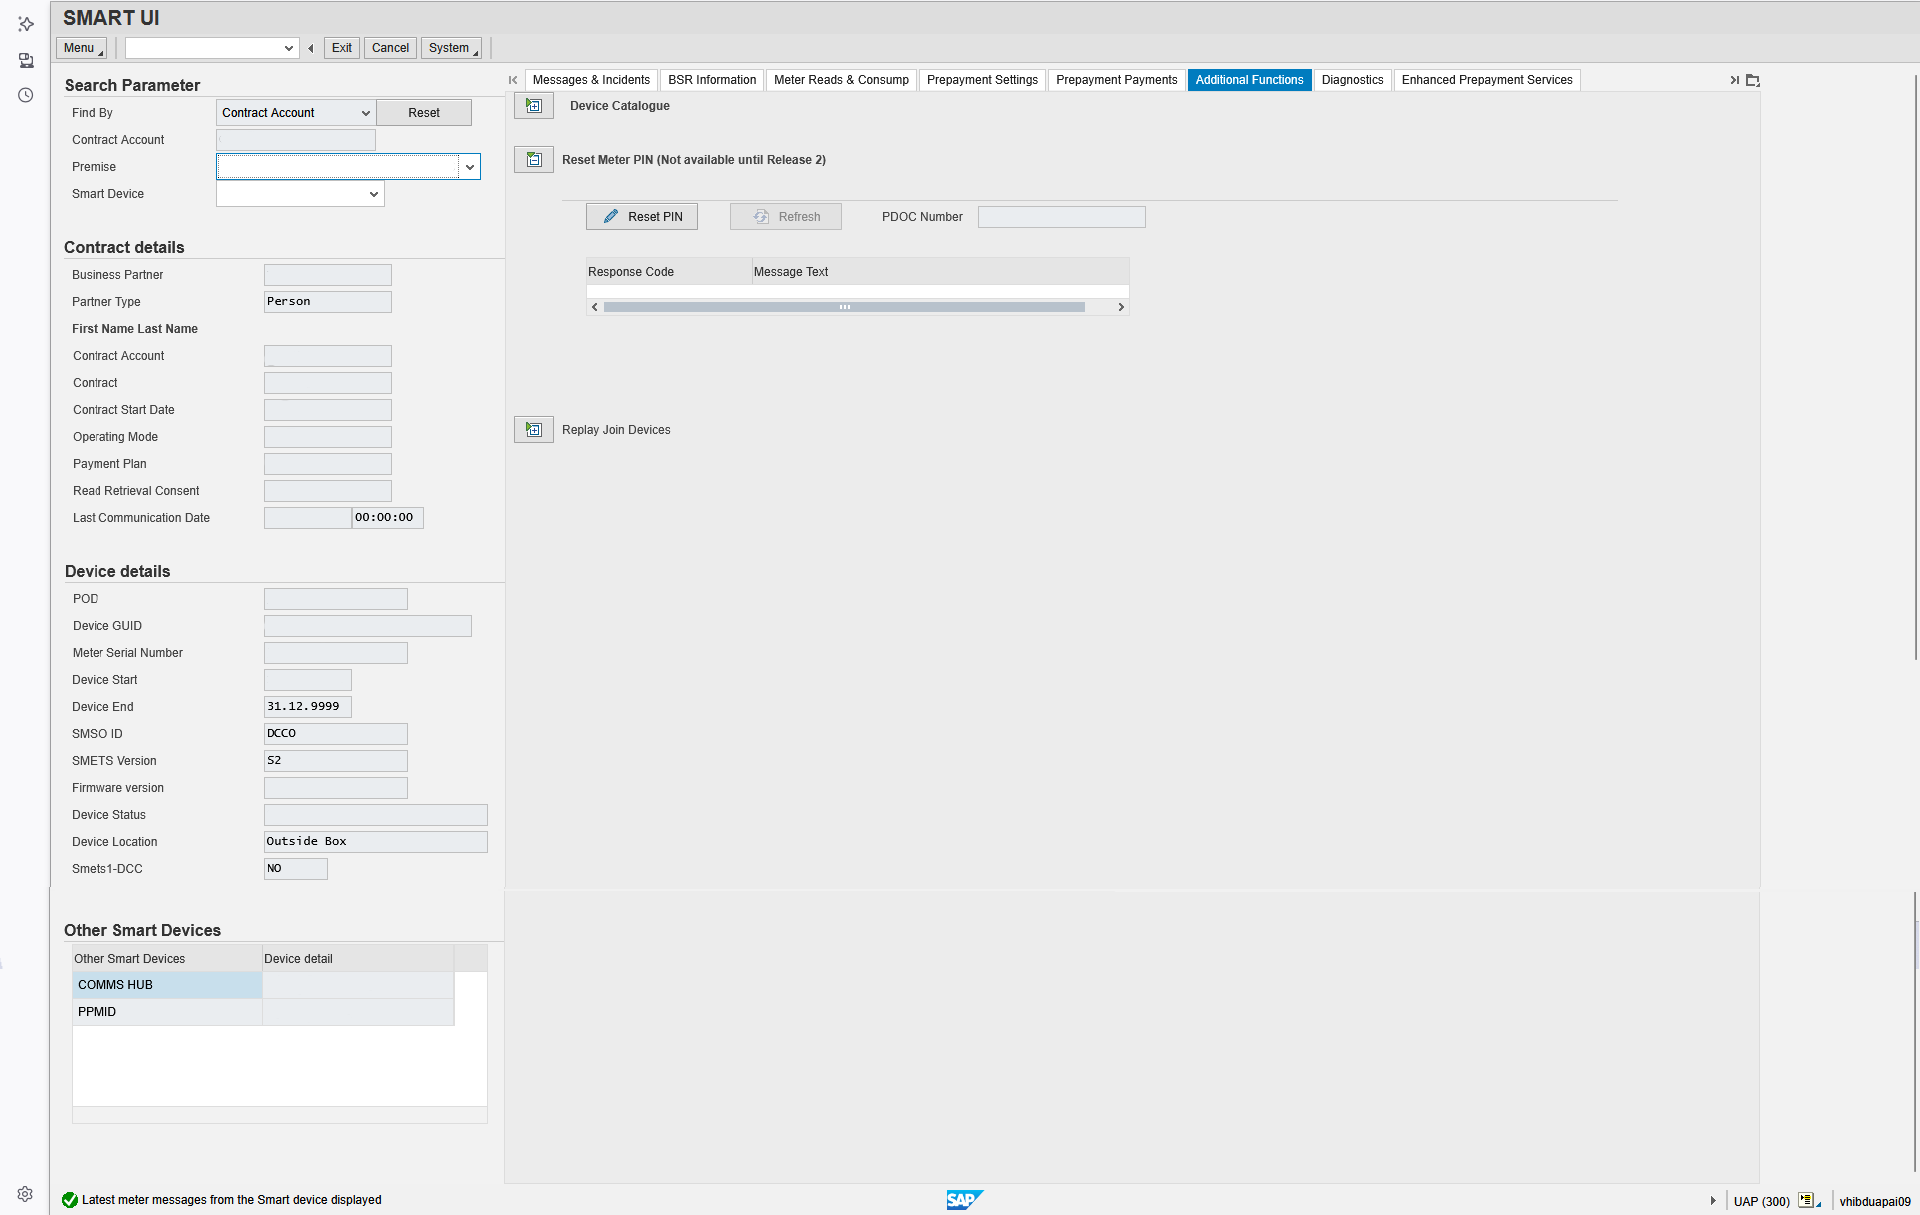 SMART UI
Menu
Exit
Cancel
System
Search Parameter
Find By
Contract Account
Reset
Contract Account
Premise
Smart Device
Contract details
Business Partner
Partner Type
Person
First Name Last Name
Contract Account
Contract
Contract Start Date
Operating Mode
Payment Plan
Read Retrieval Consent
Last Communication Date
00:00:00
Device details
POD
Device GUID
Meter Serial Number
Device Start
Device End
31.12.9999
SMSO ID
DCCO
SMETS Version
S2
Firmware version
Device Status
Device Location
Outside Box
Smets1-DCC
NO
Other Smart Devices
Other Smart Devices
Device detail
COMMS HUB
PPMID
Messages & Incidents
BSR Information
Meter Reads & Consump
Prepayment Settings
Prepayment Payments
Additional Functions
Diagnostics
Enhanced Prepayment Services
Device Catalogue
Reset Meter PIN (Not available until Release 2)
Reset PIN
Refresh
PDOC Number
Response Code
Message Text
Replay Join Devices
Latest meter messages from the Smart device displayed
SAP
UAP (300)
vhibduapai09